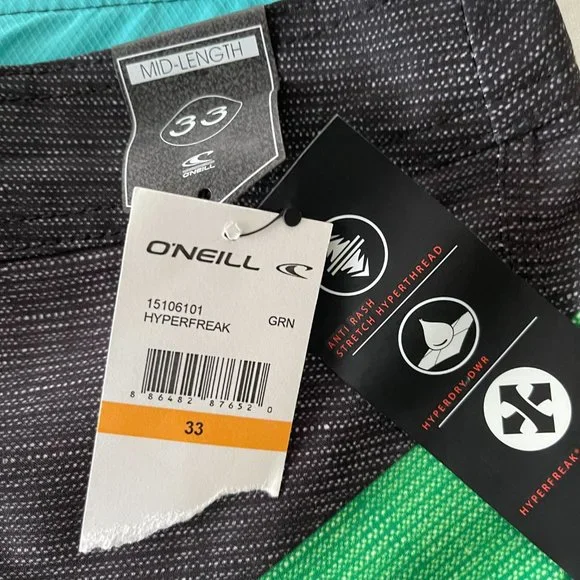 MID-LENGTH
33
O'NEILL
O'NEILL
15106101
HYPERFREAK GRN
8 86482 87652 0
33
ANTI RASH
STRETCH HYPERTHREAD
HYPERDRY DWR
HYPERFREAK®